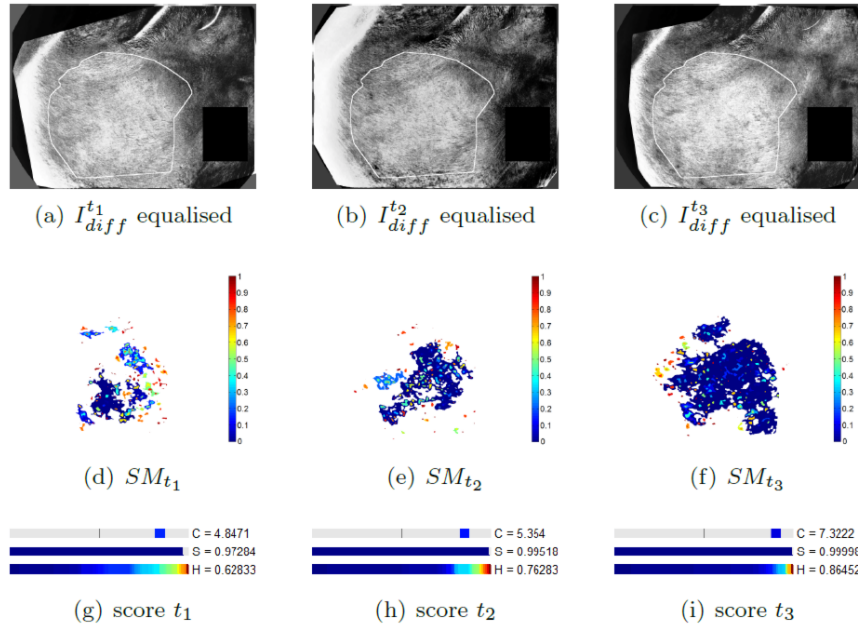 (a) $I_{diff}^{t_1}$ equalised
(b) $I_{diff}^{t_2}$ equalised
(c) $I_{diff}^{t_3}$ equalised
1
0.9
0.8
0.7
0.6
0.5
0.4
0.3
0.2
0.1
0
1
0.9
0.8
0.7
0.6
0.5
0.4
0.3
0.2
0.1
0
1
0.9
0.8
0.7
0.6
0.5
0.4
0.3
0.2
0.1
0
(d) $SM_{t_1}$
(e) $SM_{t_2}$
(f) $SM_{t_3}$
C = 4.8471
S = 0.97284
H = 0.62833
C = 5.354
S = 0.99518
H = 0.76283
C = 7.3222
S = 0.99998
H = 0.86452
(g) score $t_1$
(h) score $t_2$
(i) score $t_3$